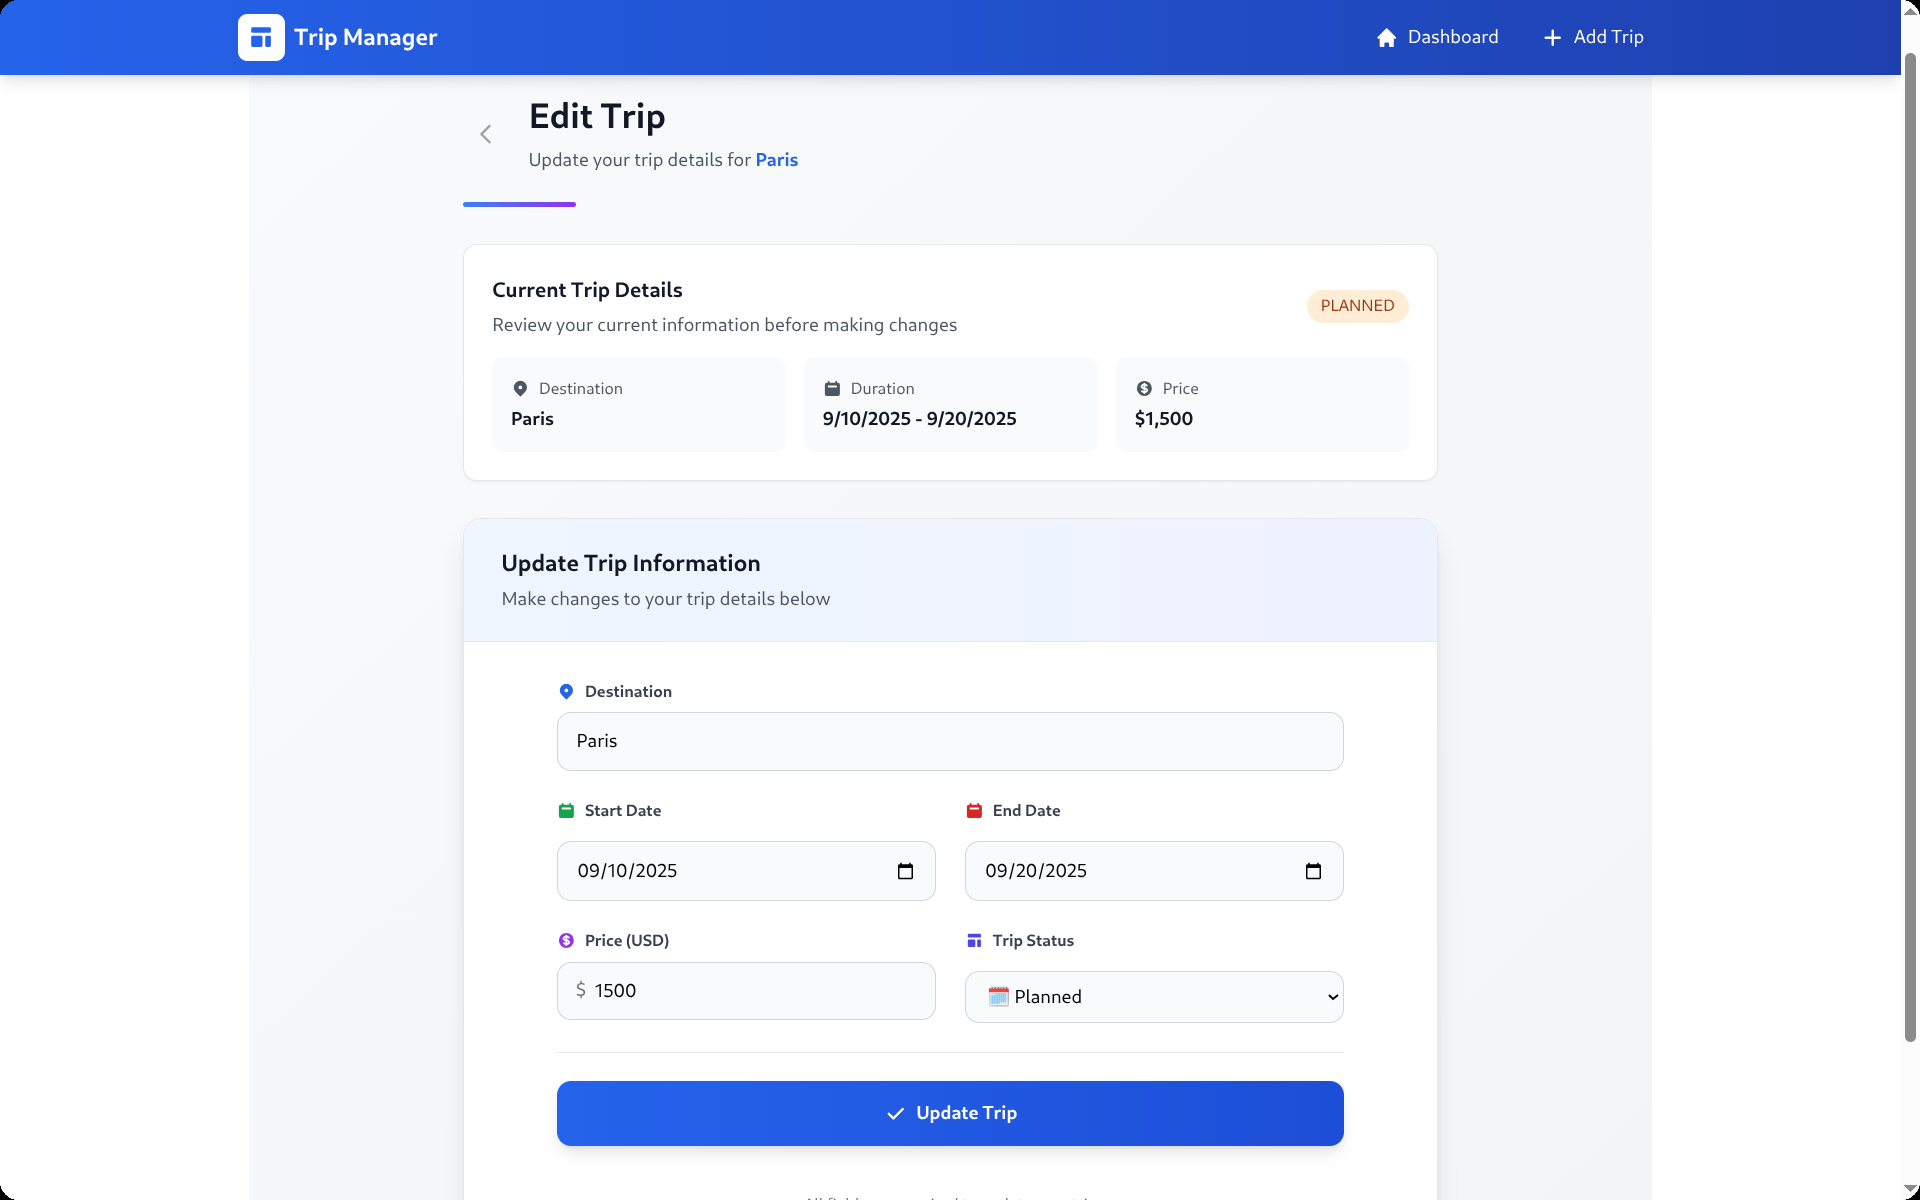 Trip Manager
Dashboard
Add Trip
Edit Trip
Update your trip details for Paris
Current Trip Details
Review your current information before making changes
PLANNED
Destination
Paris
Duration
9/10/2025 - 9/20/2025
Price
$1,500
Update Trip Information
Make changes to your trip details below
Destination
Paris
Start Date
End Date
09/10/2025
09/20/2025
Price (USD)
Trip Status
$ 1500
Planned
Update Trip